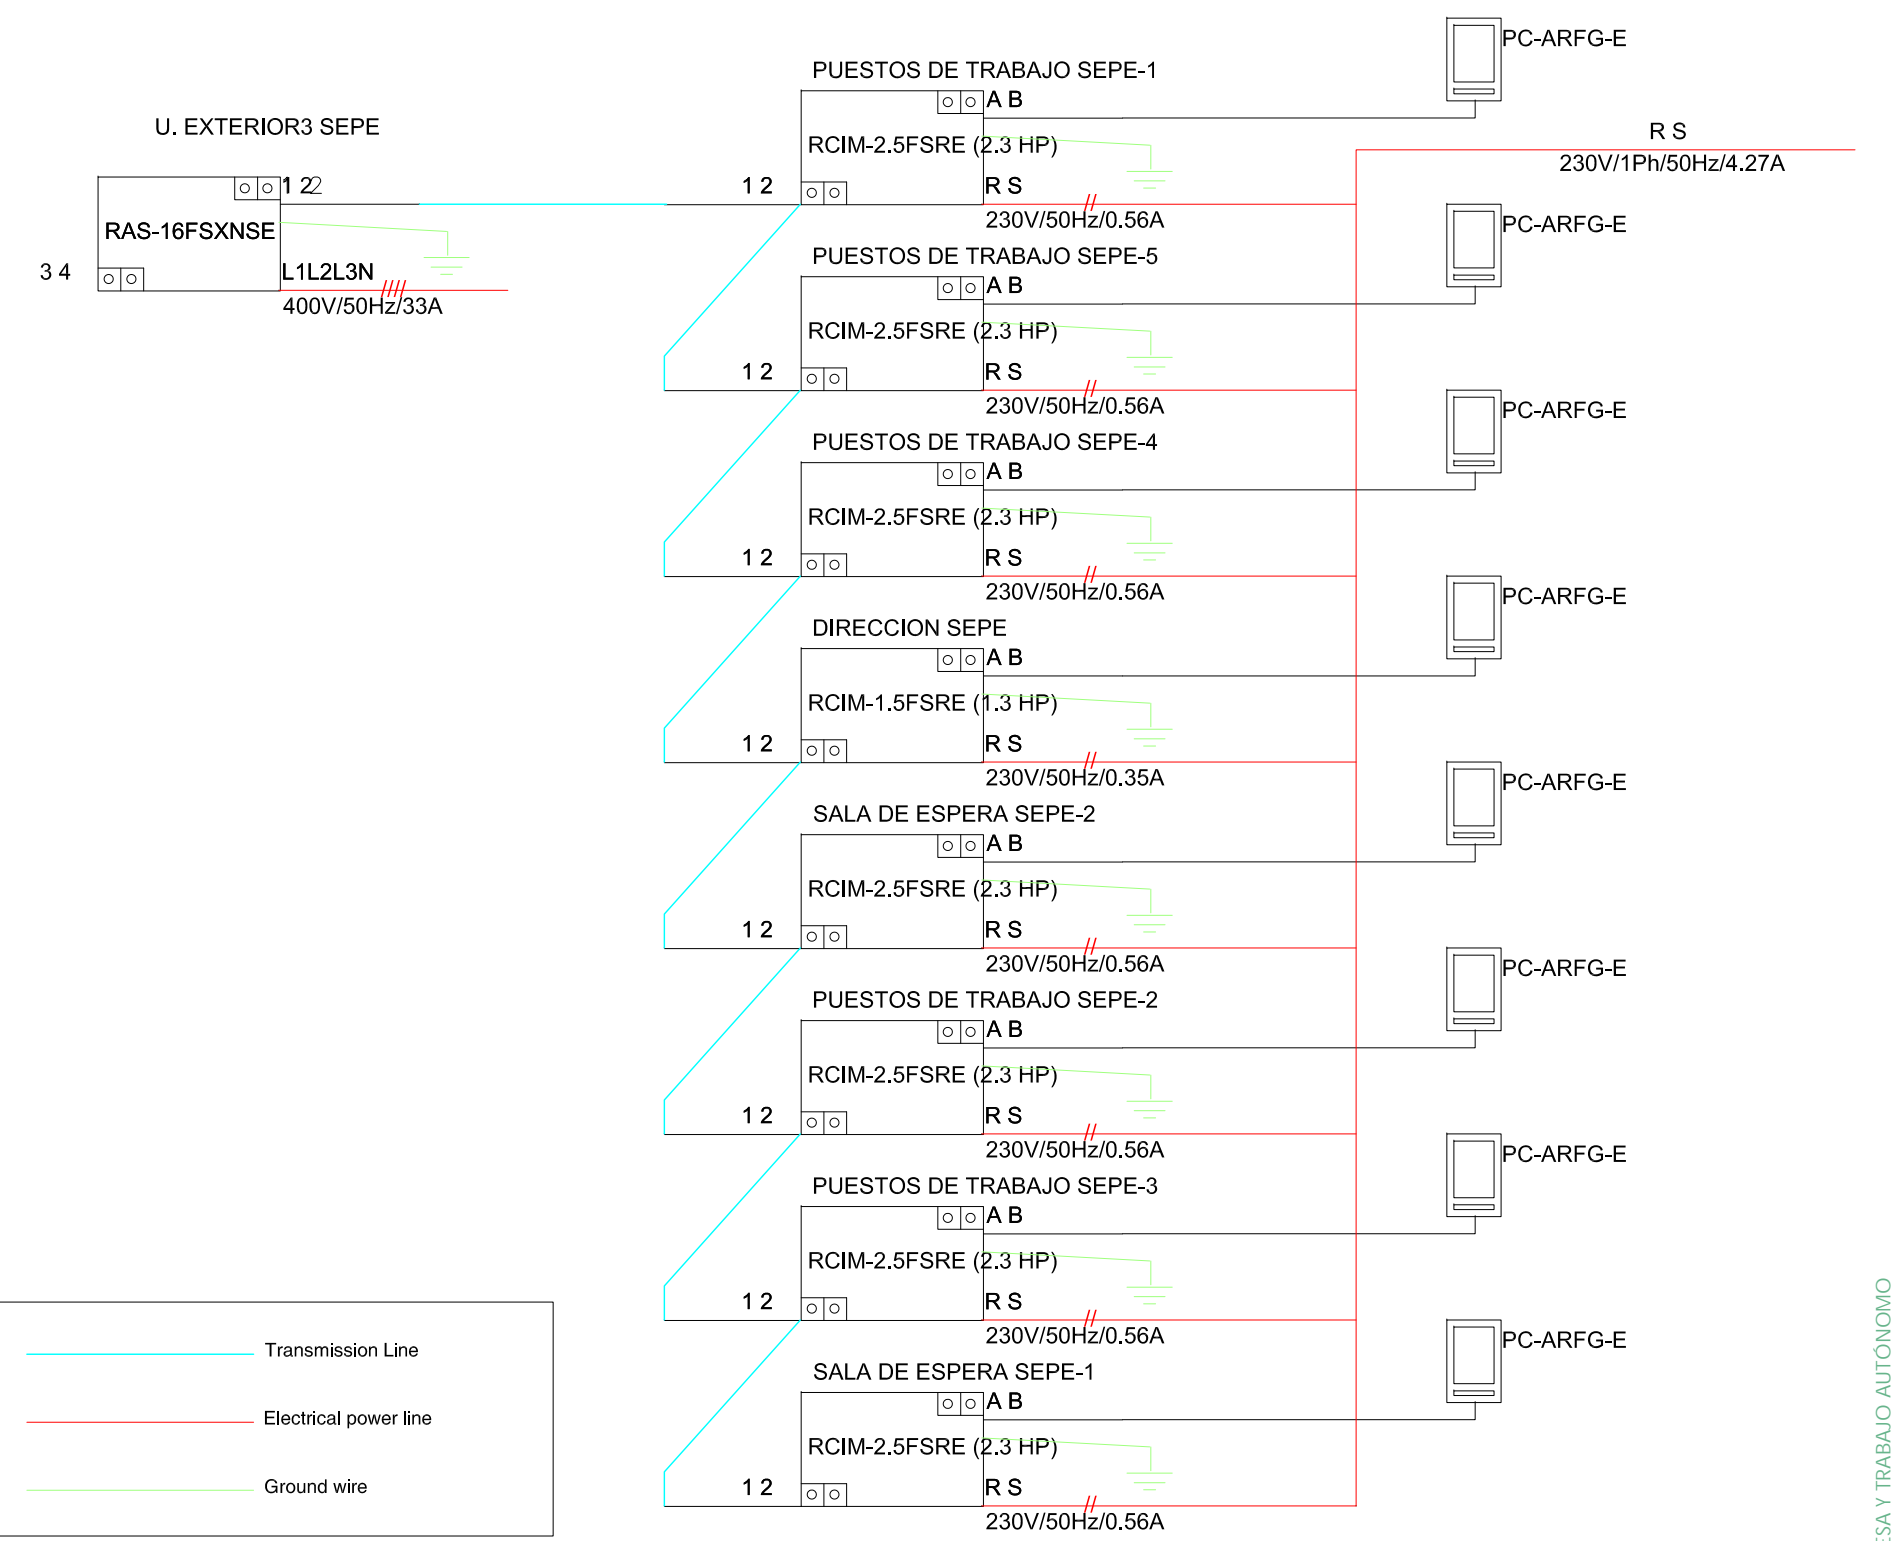 U. EXTERIOR3 SEPE
1 2 2
RAS-16FSXNSE
3 4
L1L2L3N
400V/50Hz/33A
PUESTOS DE TRABAJO SEPE-1
A B
RCIM-2.5FSRE (2.3 HP)
1 2
R S
230V/50Hz/0.56A
PC-ARFG-E
R S
230V/1Ph/50Hz/4.27A
PUESTOS DE TRABAJO SEPE-5
A B
RCIM-2.5FSRE (2.3 HP)
1 2
R S
230V/50Hz/0.56A
PC-ARFG-E
PUESTOS DE TRABAJO SEPE-4
A B
RCIM-2.5FSRE (2.3 HP)
1 2
R S
230V/50Hz/0.56A
PC-ARFG-E
DIRECCION SEPE
A B
RCIM-1.5FSRE (1.3 HP)
1 2
R S
230V/50Hz/0.35A
PC-ARFG-E
SALA DE ESPERA SEPE-2
A B
RCIM-2.5FSRE (2.3 HP)
1 2
R S
230V/50Hz/0.56A
PC-ARFG-E
PUESTOS DE TRABAJO SEPE-2
A B
RCIM-2.5FSRE (2.3 HP)
1 2
R S
230V/50Hz/0.56A
PC-ARFG-E
PUESTOS DE TRABAJO SEPE-3
A B
RCIM-2.5FSRE (2.3 HP)
1 2
R S
230V/50Hz/0.56A
PC-ARFG-E
SALA DE ESPERA SEPE-1
A B
RCIM-2.5FSRE (2.3 HP)
1 2
R S
230V/50Hz/0.56A
PC-ARFG-E
Transmission Line
Electrical power line
Ground wire
Y TRABAJO AUTÓNOMO